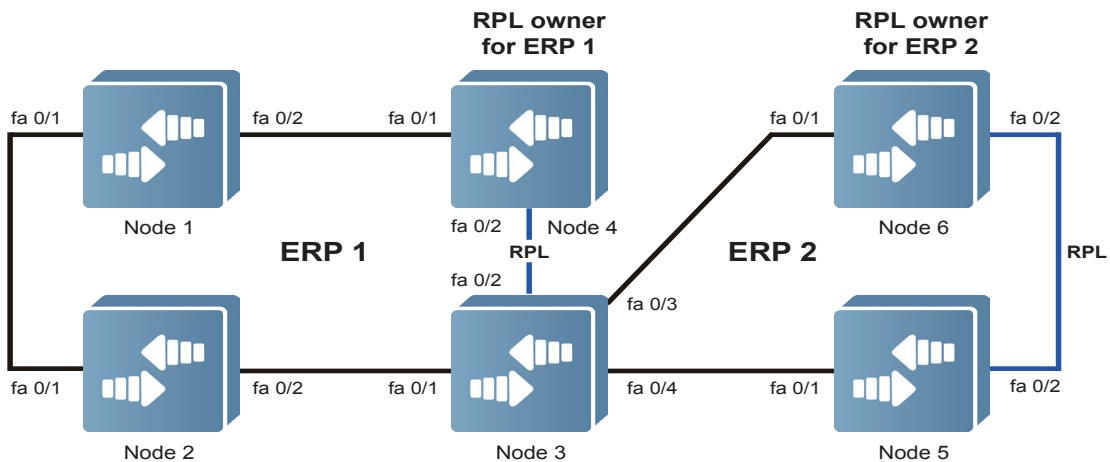 RPL owner
for ERP 1
RPL owner
for ERP 2
fa 0/1
fa 0/2
fa 0/1
fa 0/1
fa 0/2
Node 1
fa 0/2
Node 4
Node 6
ERP 1
RPL
ERP 2
RPL
fa 0/2
fa 0/3
fa 0/1
fa 0/2
fa 0/1
fa 0/4
fa 0/1
fa 0/2
Node 2
Node 3
Node 5